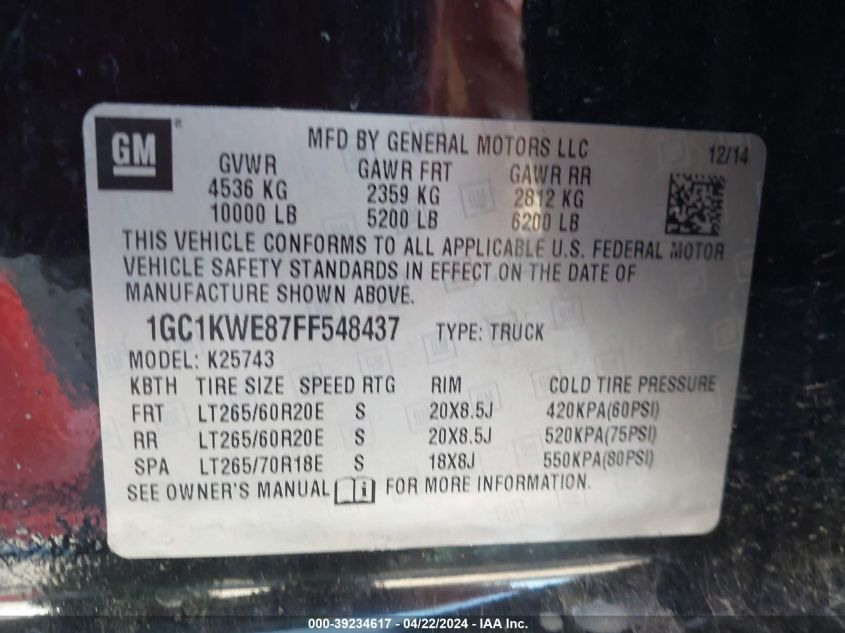 GM ®
MFD BY GENERAL MOTORS LLC 12/14
GVWR GAWR FRT GAWR RR
4536 KG 2359 KG 2812 KG
10000 LB 5200 LB 6200 LB
THIS VEHICLE CONFORMS TO ALL APPLICABLE U.S. FEDERAL MOTOR
VEHICLE SAFETY STANDARDS IN EFFECT ON THE DATE OF
MANUFACTURE SHOWN ABOVE.
1GC1KWE87FF548437 TYPE: TRUCK
MODEL: K25743
KBTH TIRE SIZE SPEED RTG RIM COLD TIRE PRESSURE
FRT LT265/60R20E S 20X8.5J 420KPA(60PSI)
RR LT265/60R20E S 20X8.5J 520KPA(75PSI)
SPA LT265/70R18E S 18X8J 550KPA(80PSI)
SEE OWNER'S MANUAL i FOR MORE INFORMATION.
000-39234617 - 04/22/2024 - IAA Inc.